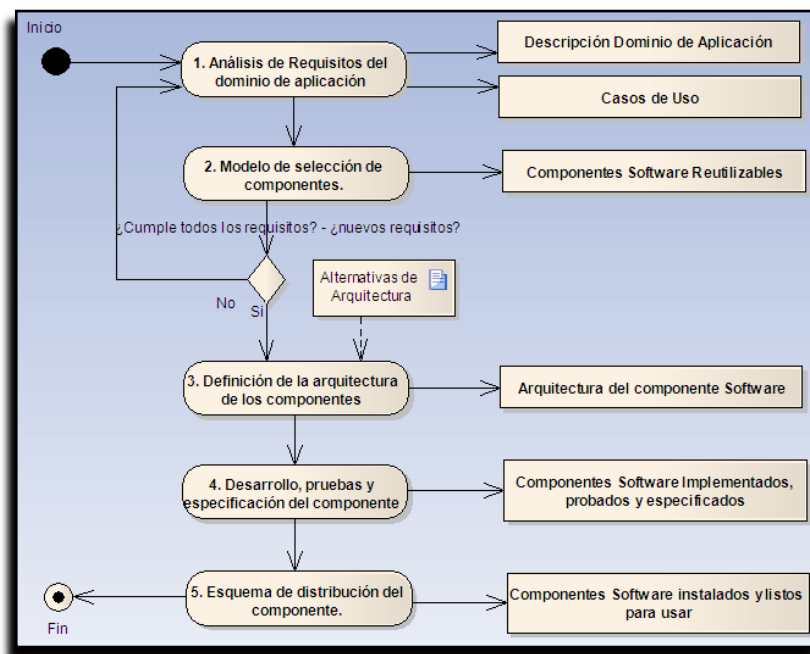 Inicio
1. Análisis de Requisitos del
dominio de aplicación
Descripción Dominio de Aplicación
Casos de Uso
2. Modelo de selección de
componentes.
Componentes Software Reutilizables
¿Cumple todos los requisitos? - ¿nuevos requisitos?
No
Si
Alternativas de
Arquitectura
3. Definición de la arquitectura
de los componentes
Arquitectura del componente Software
4. Desarrollo, pruebas y
especificación del componente
Componentes Software Implementados,
probados y especificados
5. Esquema de distribución del
componente.
Componentes Software instalados y listos
para usar
Fin